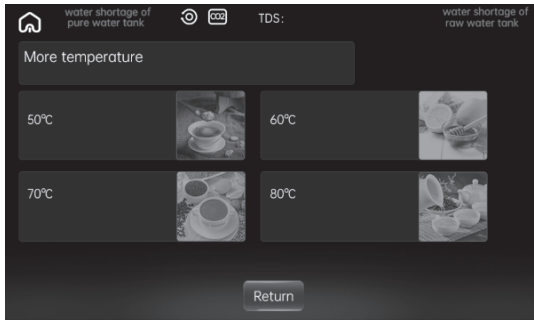 water shortage of
pure water tank
CO2
TDS:
water shortage of
raw water tank
More temperature
50℃
60℃
70℃
80℃
Return